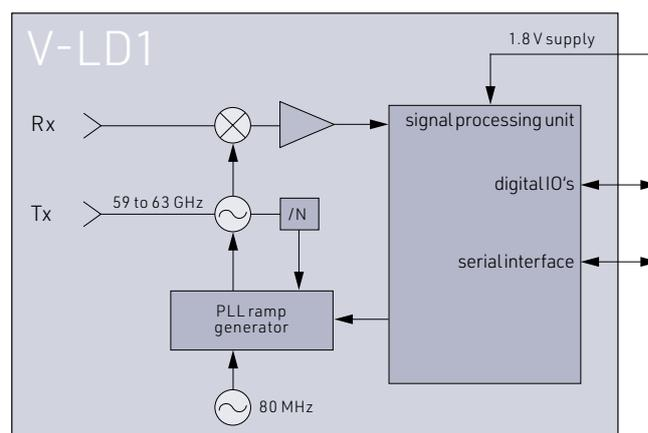 V-LD1
1.8 V supply
Rx
signal processing unit
digital IO's
Tx
59 to 63 GHz
/N
serial interface
PLL ramp
generator
80 MHz